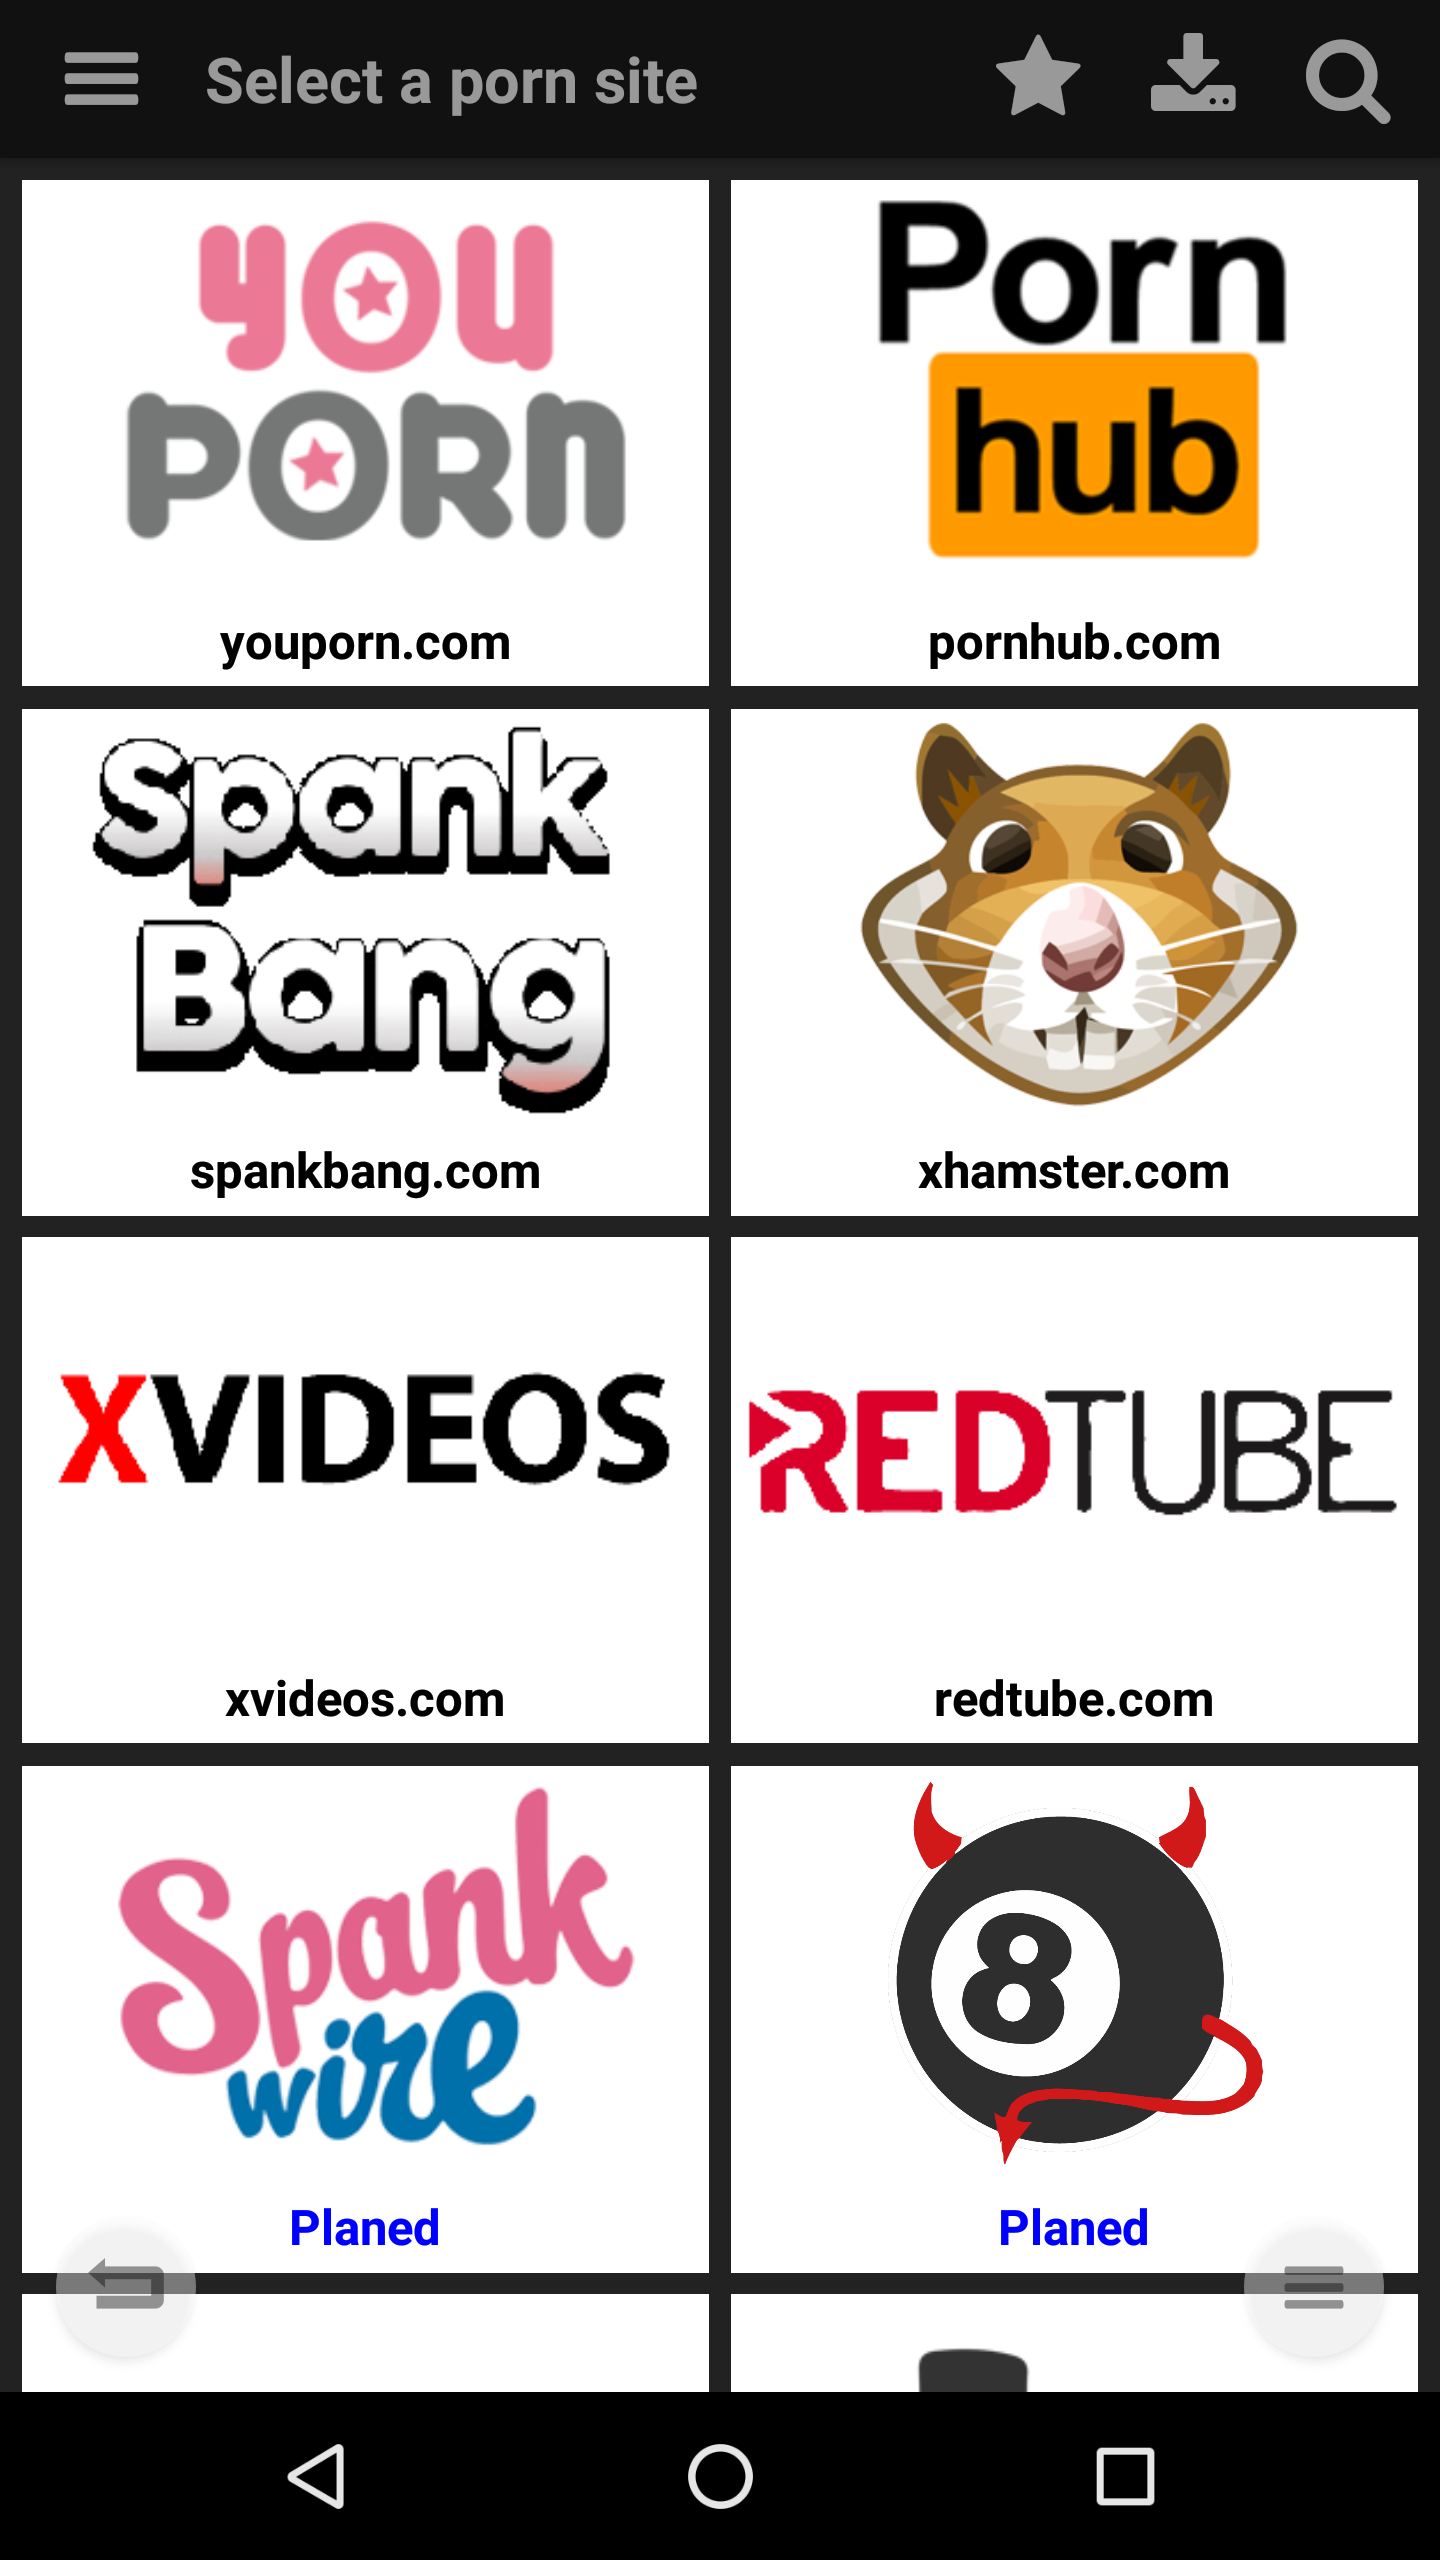 Select a porn site
YOU
PORN
youporn.com
Porn
hub
pornhub.com
Spank
Bang
spankbang.com
xhamster.com
XVIDEOS
xvideos.com
REDTUBE
redtube.com
Spank
wire
Planed
8
Planed